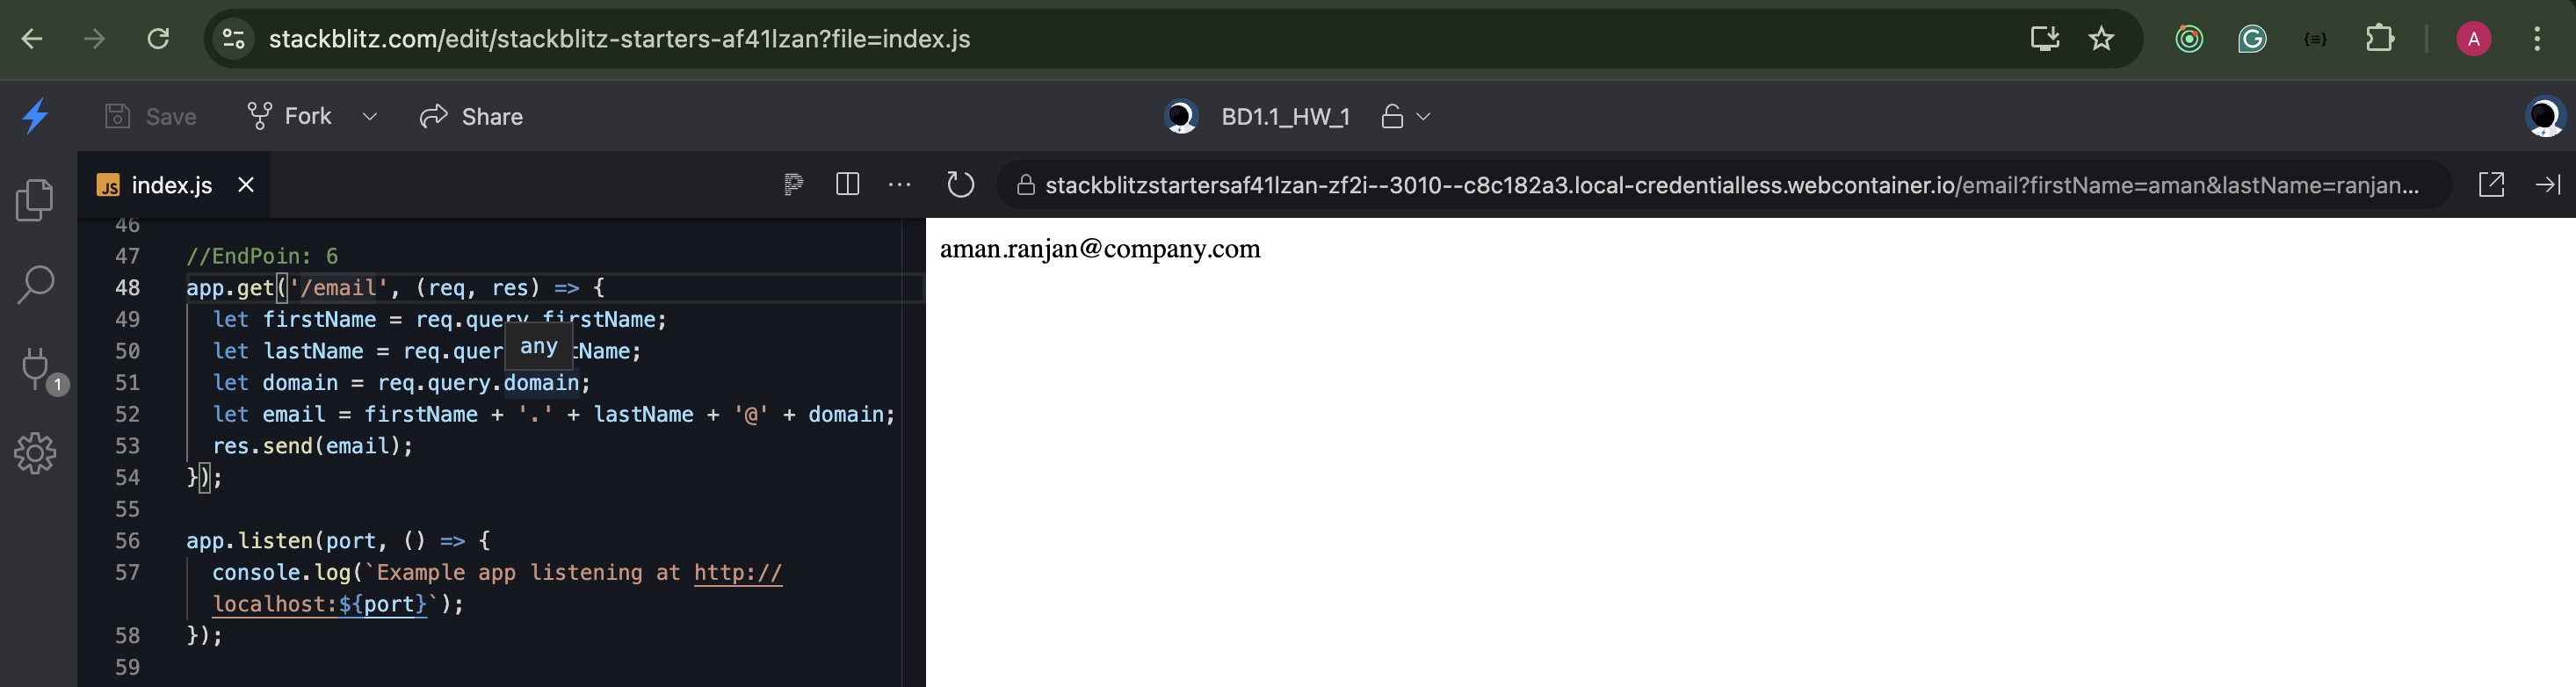 stackblitz.com/edit/stackblitz-starters-af41lzan?file=index.js
A
Save
Fork
Share
BD1.1_HW_1
JS index.js
stackblitzstartersaf41lzan-zf2i--3010--c8c182a3.local-credentialless.webcontainer.io/email?firstName=aman&lastName=ranjan...
46
47 //EndPoin: 6
48 app.get('/email', (req, res) => {
49 let firstName = req.query.firstName;
50 let lastName = req.quer tName;
any
51 let domain = req.query.domain;
52 let email = firstName + '.' + lastName + '@' + domain;
53 res.send(email);
54 });
55
56 app.listen(port, () => {
57 console.log(`Example app listening at http://
localhost:${port}`);
58 });
59
1
aman.ranjan@company.com